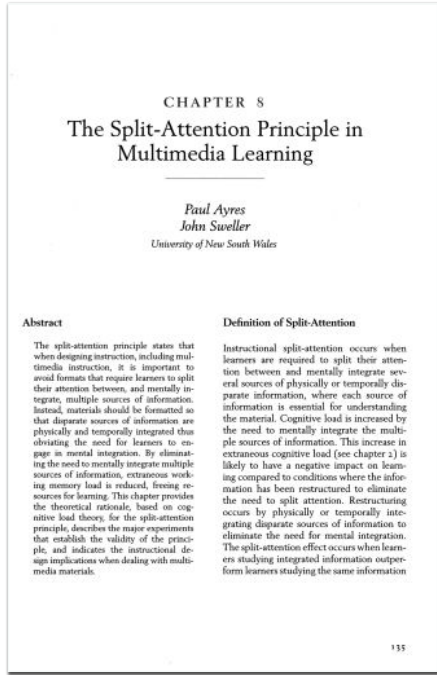 CHAPTER 8
The Split-Attention Principle in
Multimedia Learning
Paul Ayres
John Sweller
University of New South Wales
Abstract
The split-attention principle states that
when designing instruction, including mul-
timedia instruction, it is important to
avoid formats that require learners to split
their attention between, and mentally in-
tegrate, multiple sources of information.
Instead, materials should be formatted so
that disparate sources of information are
physically and temporally integrated thus
obviating the need for learners to en-
gage in mental integration. By eliminat-
ing the need to mentally integrate multiple
sources of information, extraneous work-
ing memory load is reduced, freeing re-
sources for learning. This chapter provides
the theoretical rationale, based on cog-
nitive load theory, for the split-attention
principle, describes the major experiments
that establish the validity of the princi-
ple, and indicates the instructional de-
sign implications when dealing with multi-
media materials.
Definition of Split-Attention
Instructional split-attention occurs when
learners are required to split their atten-
tion between and mentally integrate sev-
eral sources of physically or temporally dis-
parate information, where each source of
information is essential for understanding
the material. Cognitive load is increased by
the need to mentally integrate the multi-
ple sources of information. This increase in
extraneous cognitive load (see chapter 2) is
likely to have a negative impact on learn-
ing compared to conditions where the infor-
mation has been restructured to eliminate
the need to split attention. Restructuring
occurs by physically or temporally inte-
grating disparate sources of information to
eliminate the need for mental integration.
The split-attention effect occurs when learn-
ers studying integrated information outper-
form learners studying the same information
135